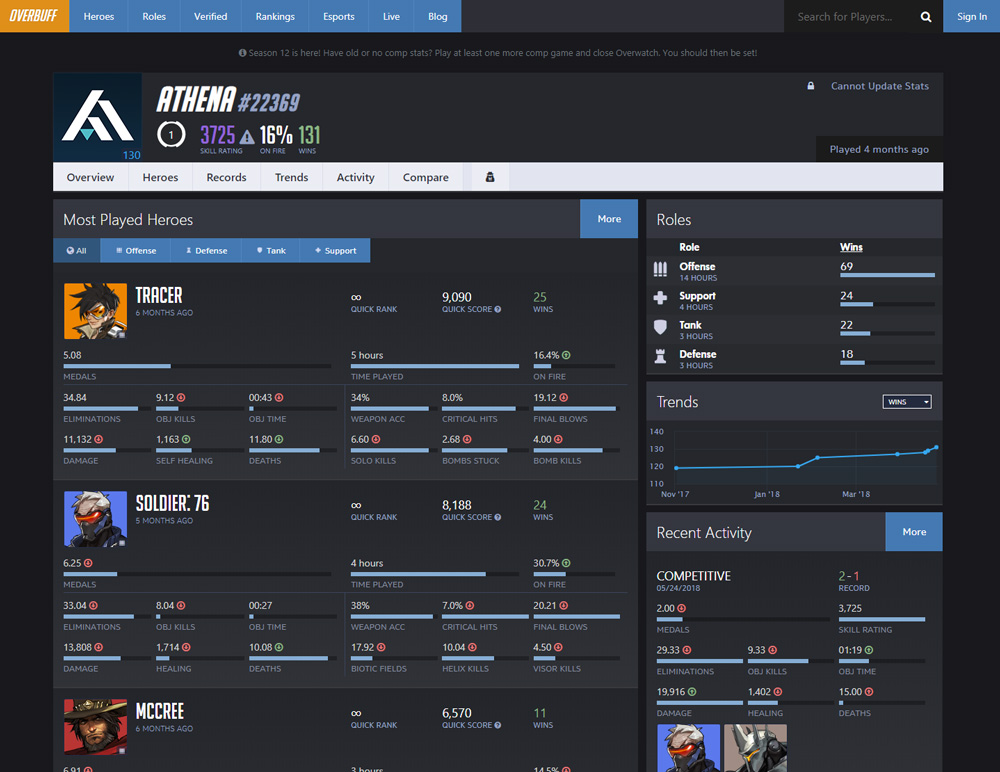 OVERBUFF Heroes Roles Verified Rankings Esports Live Blog Search for Players... Sign In
Season 12 is here! Have old or no comp stats? Play at least one more comp game and close Overwatch. You should then be set!
Cannot Update Stats
ATHENA #22369
1 3725 16% 131
SKILL RATING ON FIRE WINS
130
Played 4 months ago
Overview Heroes Records Trends Activity Compare
Most Played Heroes More
All Offense Defense Tank Support
TRACER
6 MONTHS AGO
∞ 9,090 25
QUICK RANK QUICK SCORE WINS
5.08 5 hours 16.4%
MEDALS TIME PLAYED ON FIRE
34.84 9.12 00:43 34% 8.0% 19.12
ELIMINATIONS OBJ KILLS OBJ TIME WEAPON ACC CRITICAL HITS FINAL BLOWS
11,132 1,163 11.80 6.60 2.68 4.00
DAMAGE SELF HEALING DEATHS SOLO KILLS BOMBS STUCK BOMB KILLS
SOLDIER: 76
5 MONTHS AGO
∞ 8,188 24
QUICK RANK QUICK SCORE WINS
6.25 4 hours 30.7%
MEDALS TIME PLAYED ON FIRE
33.04 8.04 00:27 38% 7.0% 20.21
ELIMINATIONS OBJ KILLS OBJ TIME WEAPON ACC CRITICAL HITS FINAL BLOWS
13,808 1,714 10.08 17.92 10.04 4.50
DAMAGE HEALING DEATHS BIOTIC FIELDS HELIX KILLS VISOR KILLS
MCCREE
6 MONTHS AGO
∞ 6,570 11
QUICK RANK QUICK SCORE WINS
6.91 3 hours 14.5%
Roles
Role Wins
Offense 69
14 HOURS
Support 24
4 HOURS
Tank 22
3 HOURS
Defense 18
3 HOURS
Trends WINS
140
130
120
110
Nov '17 Jan '18 Mar '18
Recent Activity More
COMPETITIVE 2 - 1
05/24/2018 RECORD
2.00 3,725
MEDALS SKILL RATING
29.33 9.33 01:19
ELIMINATIONS OBJ KILLS OBJ TIME
19,916 1,402 15.00
DAMAGE HEALING DEATHS